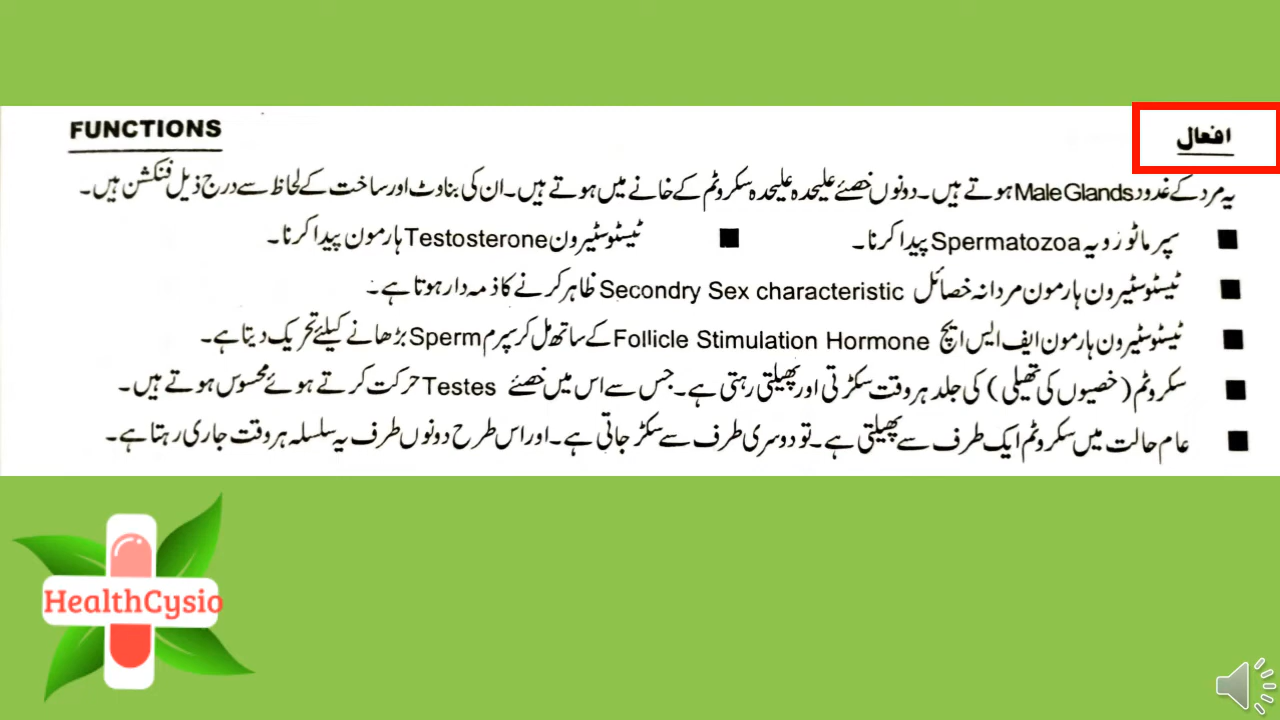 افعال FUNCTIONS
یہ مرد کے غدود Male Glands ہوتے ہیں۔ دونوں خصئے علیحدہ علیحدہ سکروٹم کے خانے میں ہوتے ہیں۔ ان کی بناوٹ اور ساخت کے لحاظ سے درج ذیل فنکشن ہیں۔
■ سپرماٹوزویہ Spermatozoa پیدا کرنا۔ ■ ٹیسٹوسٹیرون Testosterone ہارمون پیدا کرنا۔
■ ٹیسٹوسٹیرون ہارمون مردانہ خصائل Secondry Sex characteristic ظاہر کرنے کا ذمہ دار ہوتا ہے۔
■ ٹیسٹوسٹیرون ہارمون ایف ایس ایچ Follicle Stimulation Hormone کے ساتھ مل کر سپرم Sperm بڑھانے کیلئے تحریک دیتا ہے۔
■ سکروٹم (خصیوں کی تھیلی) کی جلد ہر وقت سکڑتی اور پھیلتی رہتی ہے۔ جس سے اس میں خصئے Testes حرکت کرتے ہوئے محسوس ہوتے ہیں۔
■ عام حالت میں سکروٹم ایک طرف سے پھیلتی ہے۔ تو دوسری طرف سے سکڑ جاتی ہے۔ اور اس طرح دونوں طرف یہ سلسلہ ہر وقت جاری رہتا ہے۔
HealthCysio